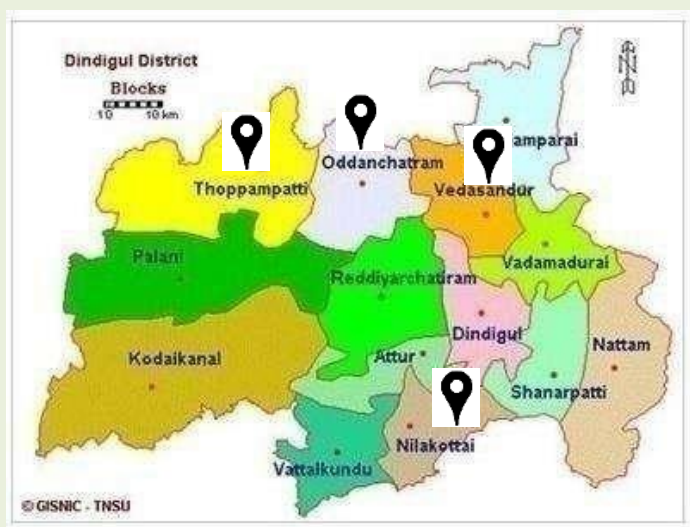 Dindigul District
Blocks
10 0 10 km
N
amparai
Oddanchatram
Thoppampatti
Vedasandur
Palani
Vadamadurai
Reddiyarchatiram
Dindigul
Kodaikanal
Attur
Nattam
Shanarpatti
Nilakottai
Vattalkundu
© GISNIC - TNSU